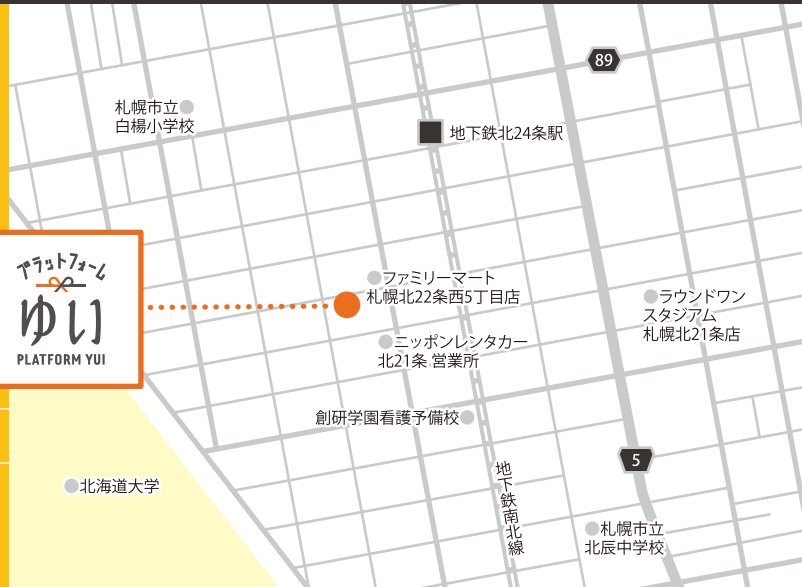 89
札幌市立
白楊小学校
地下鉄北24条駅
プラットフォーム
ゆい
PLATFORM YUI
ファミリーマート
札幌北22条西5丁目店
ラウンドワン
スタジアム
札幌北21条店
ニッポンレンタカー
北21条 営業所
創研学園看護予備校
5
北海道大学
地下鉄南北線
札幌市立
北辰中学校